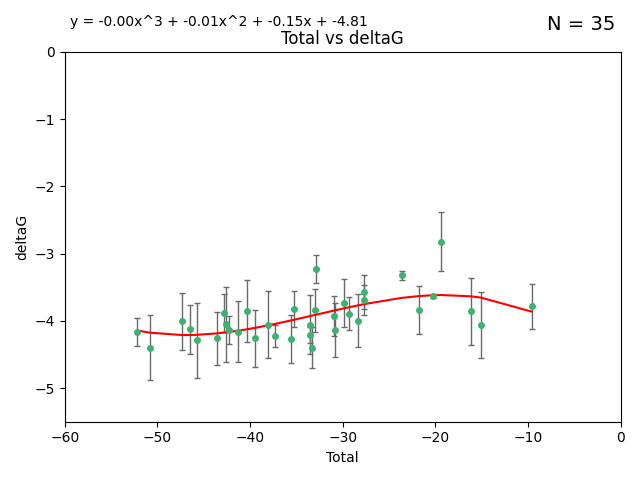 y = -0.00x^3 + -0.01x^2 + -0.15x + -4.81
N = 35
Total vs deltaG
0
−1
−2
−3
−4
−5
deltaG
−60 −50 −40 −30 −20 −10 0
Total